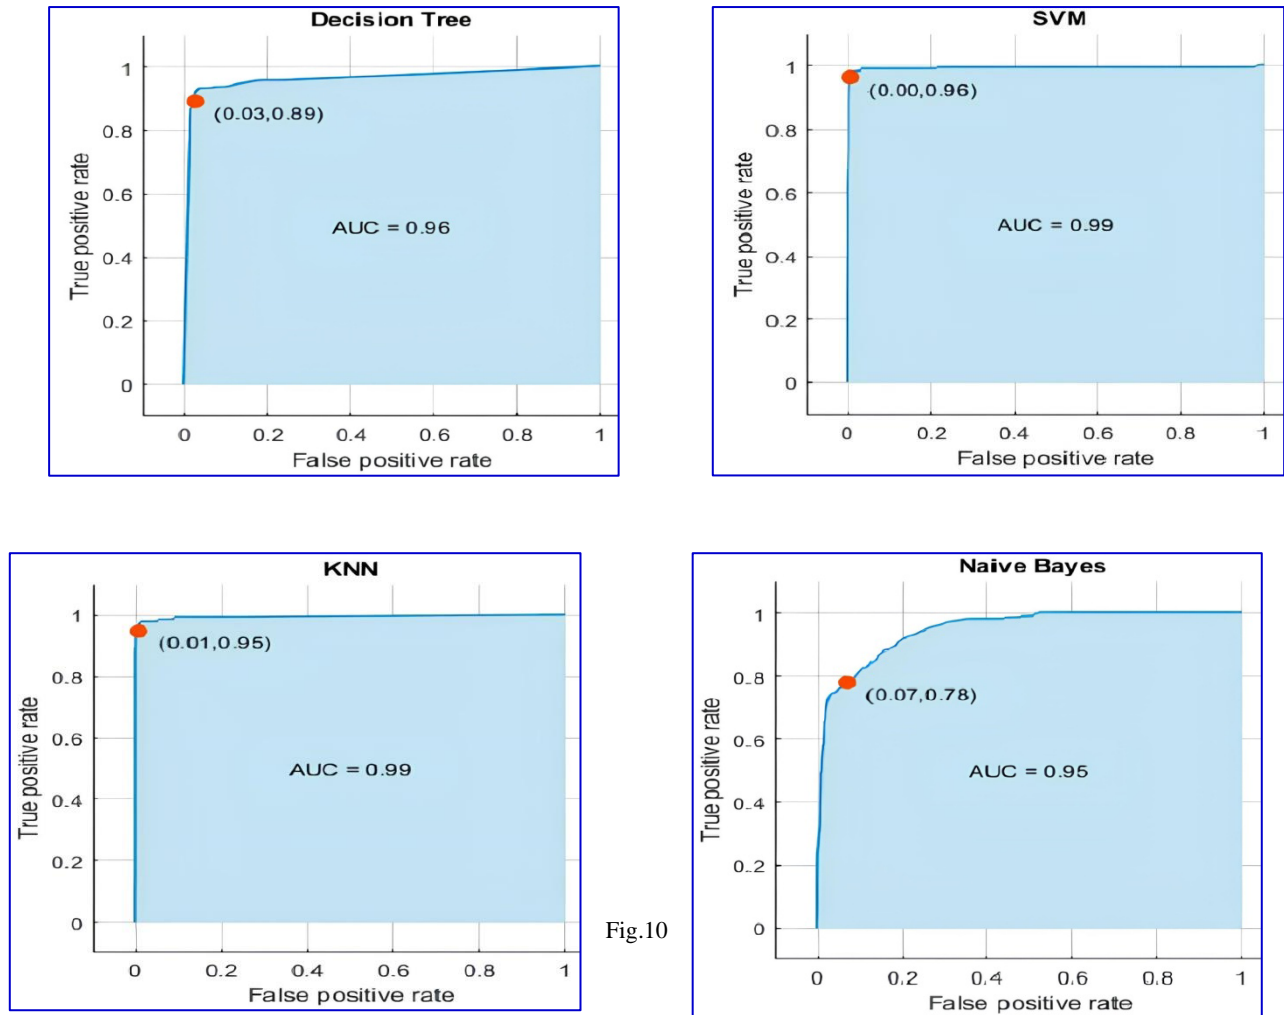 Decision Tree
1
0.8
0.6
0.4
0.2
0
0 0.2 0.4 0.6 0.8 1
True positive rate
False positive rate
(0.03,0.89)
AUC = 0.96
SVM
1
0.8
0.6
0.4
0.2
0
0 0.2 0.4 0.6 0.8 1
True positive rate
False positive rate
(0.00,0.96)
AUC = 0.99
KNN
1
0.8
0.6
0.4
0.2
0
0 0.2 0.4 0.6 0.8 1
True positive rate
False positive rate
(0.01,0.95)
AUC = 0.99
Fig.10
Naive Bayes
1
0.8
0.6
0.4
0.2
0
0 0.2 0.4 0.6 0.8 1
True positive rate
False positive rate
(0.07,0.78)
AUC = 0.95